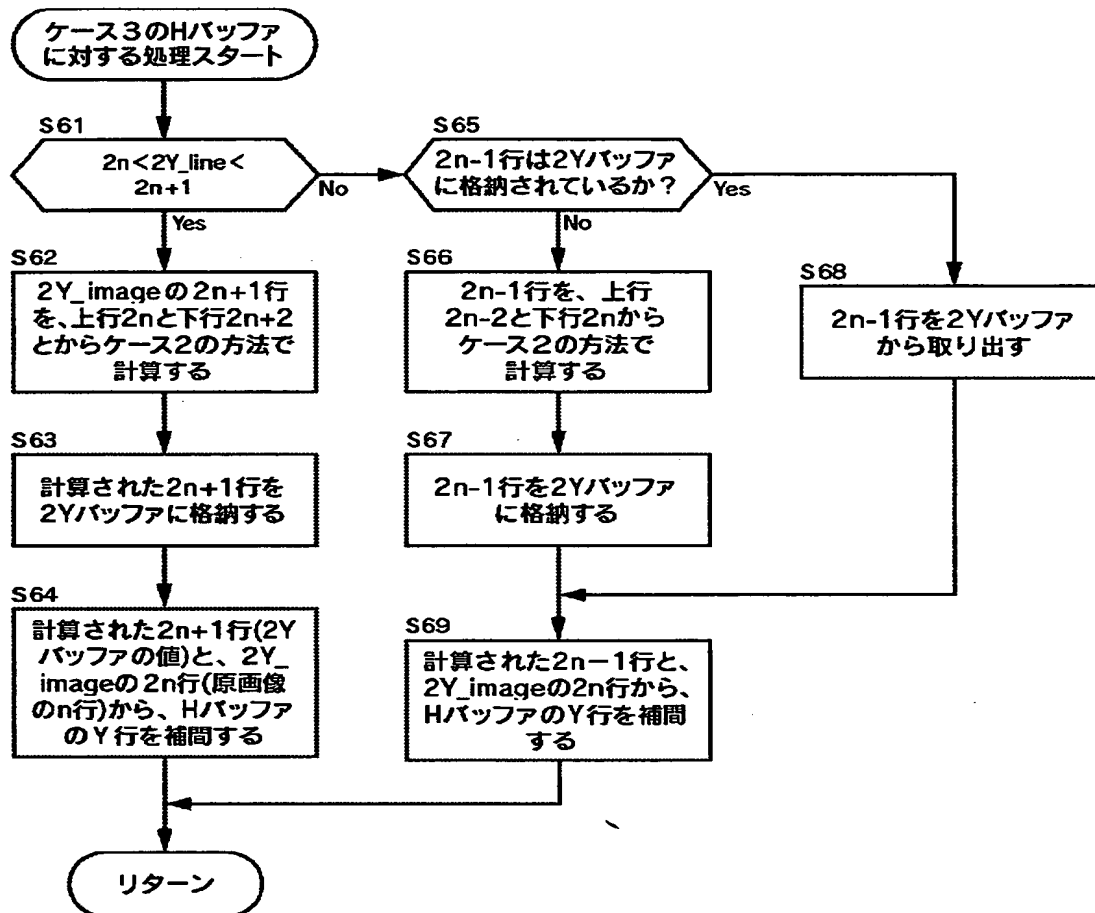 ケース3のHバッファ
に対する処理スタート
S61
2n<2Y_line<
2n+1
No
Yes
S62
2Y_imageの2n+1行
を、上行2nと下行2n+2
とからケース2の方法で
計算する
S63
計算された2n+1行を
2Yバッファに格納する
S64
計算された2n+1行(2Y
バッファの値)と、2Y_
imageの2n行(原画像
のn行)から、Hバッファ
のY行を補間する
S65
2n-1行は2Yバッファ
に格納されているか？
Yes
No
S66
2n-1行を、上行
2n-2と下行2nから
ケース2の方法で
計算する
S67
2n-1行を2Yバッファ
に格納する
S68
2n-1行を2Yバッファ
から取り出す
S69
計算された2n−1行と、
2Y_imageの2n行から、
HバッファのY行を補間
する
リターン